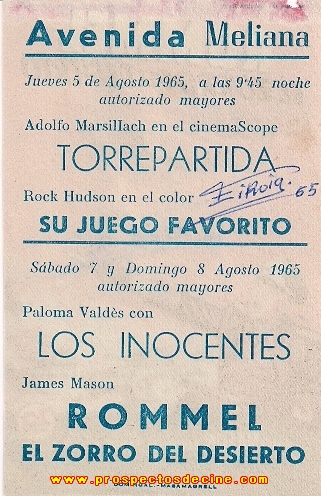 Avenida Meliana
Jueves 5 de Agosto 1965, a las 9'45 noche
autorizado mayores
Adolfo Marsillach en el cinemaScope
TORREPARTIDA
Rock Hudson en el color
65
SU JUEGO FAVORITO
Sábado 7 y Domingo 8 Agosto 1965
autorizado mayores
Paloma Valdès con
LOS INOCENTES
James Mason
ROMMEL
EL ZORRO DEL DESIERTO
www.prospectosdecine.com